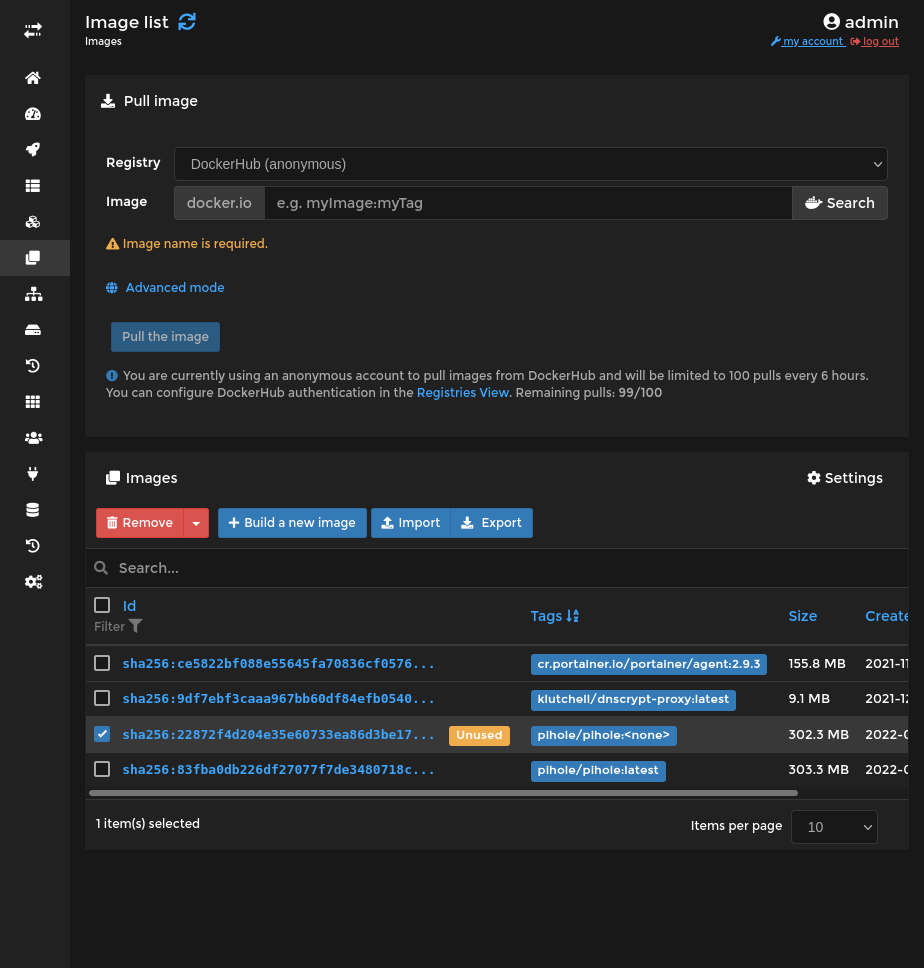 Image list
Images
admin
my account log out
Pull image
Registry DockerHub (anonymous)
Image docker.io e.g. myImage:myTag Search
Image name is required.
Advanced mode
Pull the image
You are currently using an anonymous account to pull images from DockerHub and will be limited to 100 pulls every 6 hours.
You can configure DockerHub authentication in the Registries View. Remaining pulls: 99/100
Images Settings
Remove Build a new image Import Export
Search...
Id Tags Size Create
Filter
sha256:ce5822bf088e55645fa70836cf0576... cr.portainer.io/portainer/agent:2.9.3 155.8 MB 2021-11
sha256:9df7ebf3caaa967bb60df84efb0540... klutchell/dnscrypt-proxy:latest 9.1 MB 2021-12
sha256:22872f4d204e35e60733ea86d3be17... Unused pihole/pihole:<none> 302.3 MB 2022-0
sha256:83fba0db226df27077f7de3480718c... pihole/pihole:latest 303.3 MB 2022-0
1 item(s) selected Items per page 10